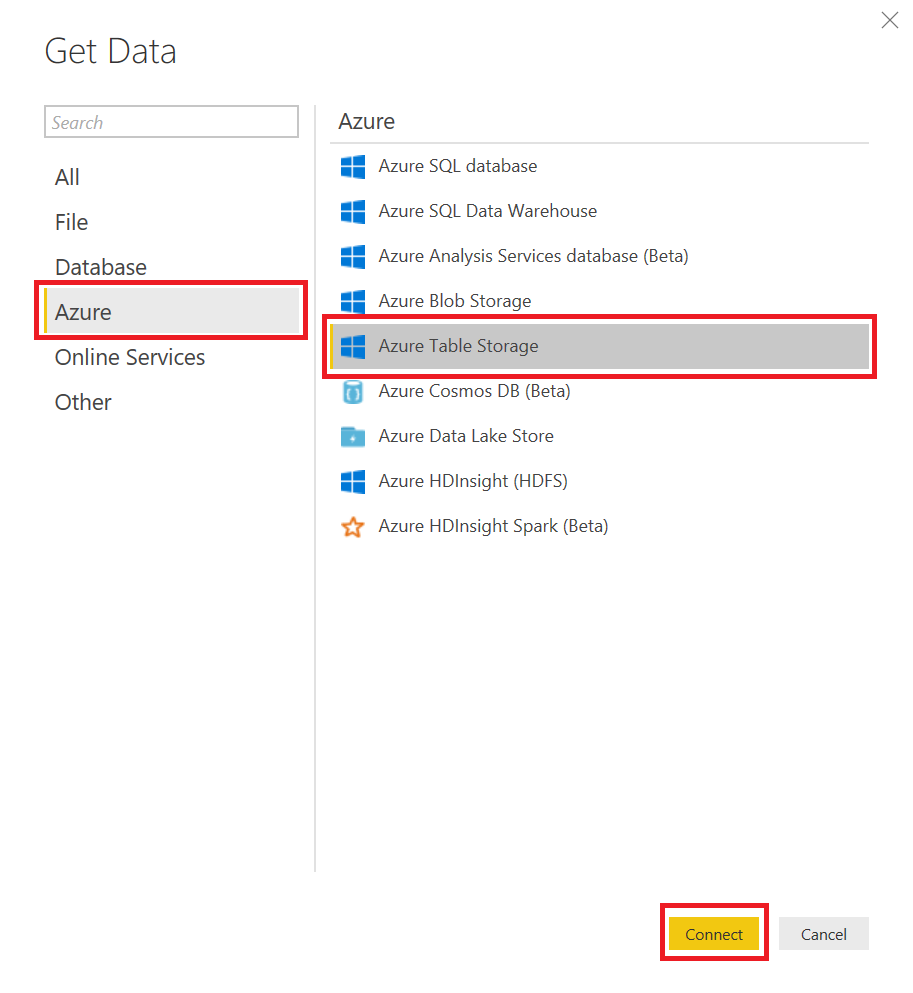 Get Data
Search
All
File
Database
Azure
Online Services
Other
Azure
Azure SQL database
Azure SQL Data Warehouse
Azure Analysis Services database (Beta)
Azure Blob Storage
Azure Table Storage
Azure Cosmos DB (Beta)
Azure Data Lake Store
Azure HDInsight (HDFS)
Azure HDInsight Spark (Beta)
Connect
Cancel